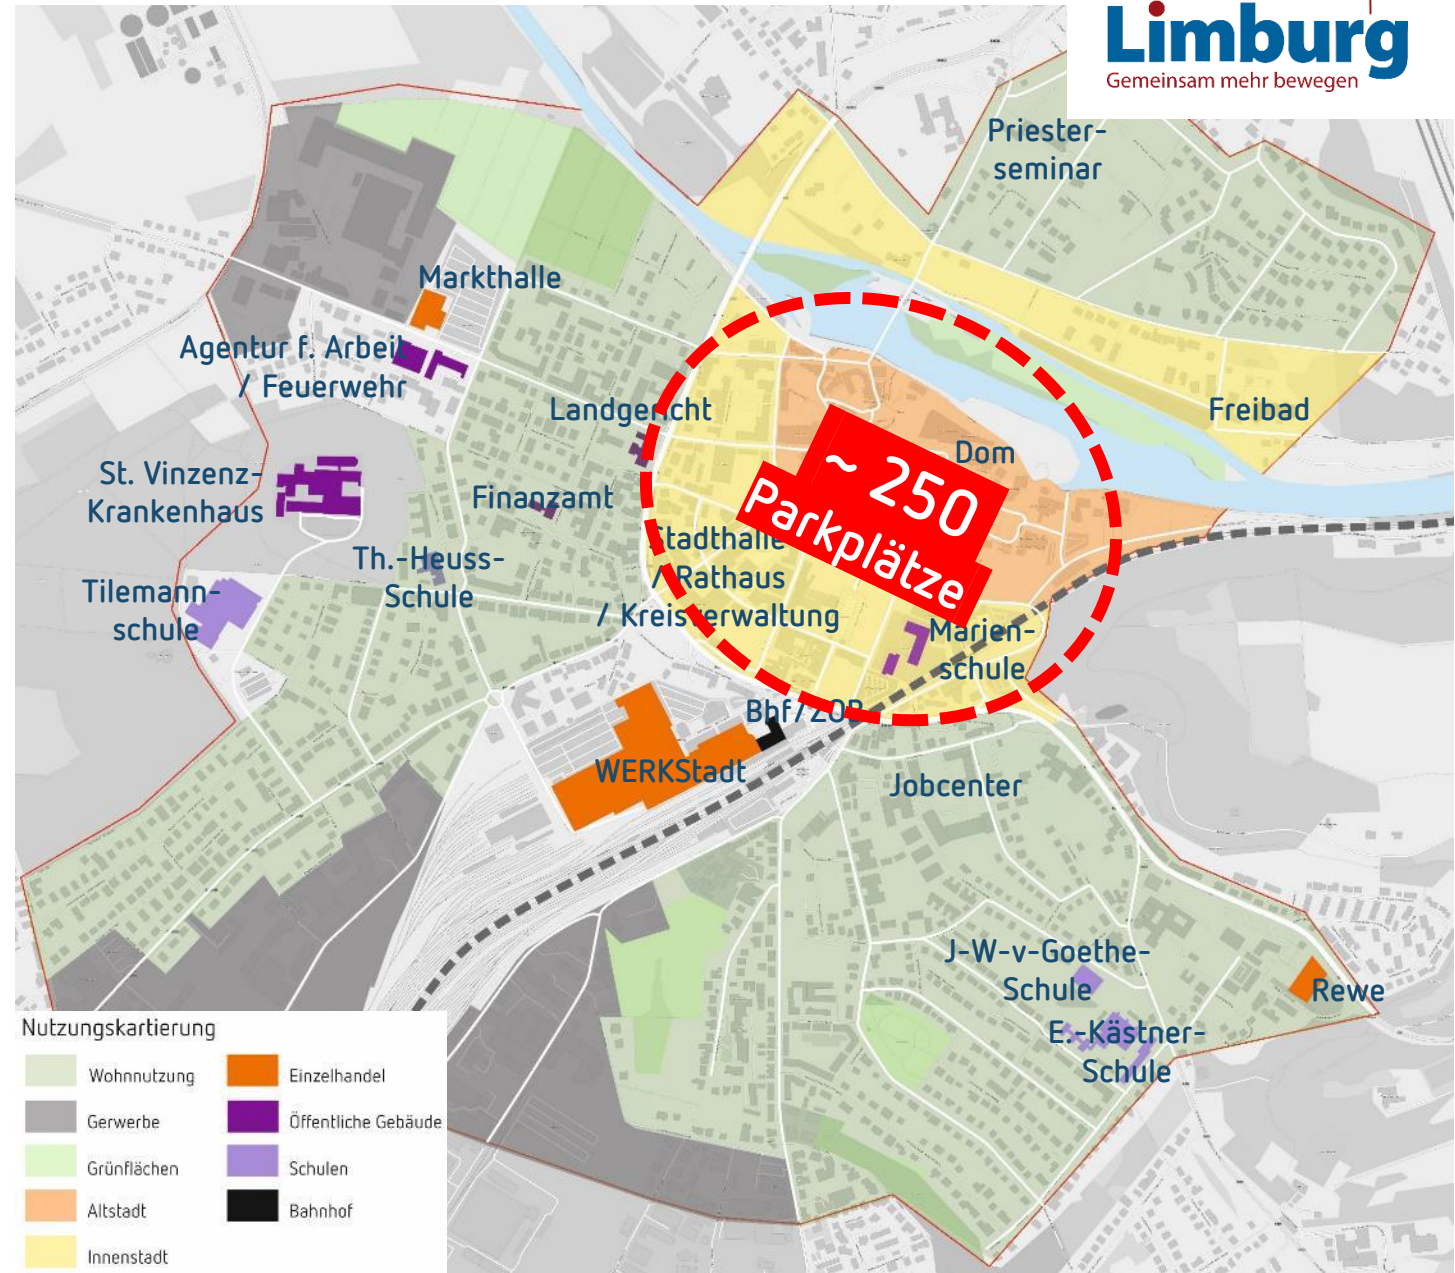 Limburg
Gemeinsam mehr bewegen
Priester-
seminar
Markthalle
Agentur f. Arbeit
/ Feuerwehr
Landgericht
Freibad
Dom
St. Vinzenz-
Krankenhaus
Finanzamt
~ 250
Parkplätze
Stadthalle
/ Rathaus
/ Kreisverwaltung
Th.-Heuss-
Schule
Tilemann-
schule
Marien-
schule
Bhf/ZOB
WERKStadt
Jobcenter
J-W-v-Goethe-
Schule
Rewe
E.-Kästner-
Schule
Nutzungskartierung
Wohnnutzung
Gerwerbe
Grünflächen
Altstadt
Innenstadt
Einzelhandel
Öffentliche Gebäude
Schulen
Bahnhof